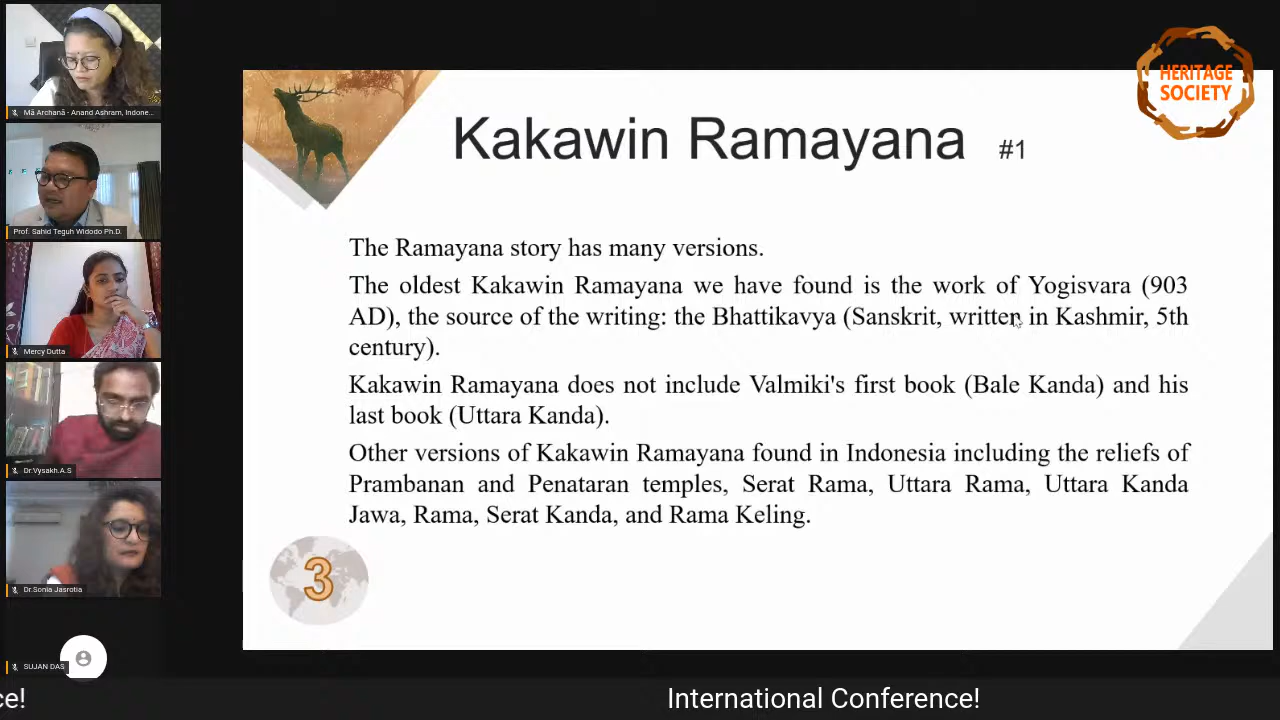 Mā Archanā - Anand Ashram, Indone...
Prof. Sahid Teguh Widodo Ph.D.
Mercy Dutta
Dr.Vysakh.A.S
Dr.Sonia Jasrotia
SUJAN DAS
HERITAGE
SOCIETY
Kakawin Ramayana #1
The Ramayana story has many versions.
The oldest Kakawin Ramayana we have found is the work of Yogisvara (903
AD), the source of the writing: the Bhattikavya (Sanskrit, written in Kashmir, 5th
century).
Kakawin Ramayana does not include Valmiki's first book (Bale Kanda) and his
last book (Uttara Kanda).
Other versions of Kakawin Ramayana found in Indonesia including the reliefs of
Prambanan and Penataran temples, Serat Rama, Uttara Rama, Uttara Kanda
Jawa, Rama, Serat Kanda, and Rama Keling.
3
ce! International Conference!